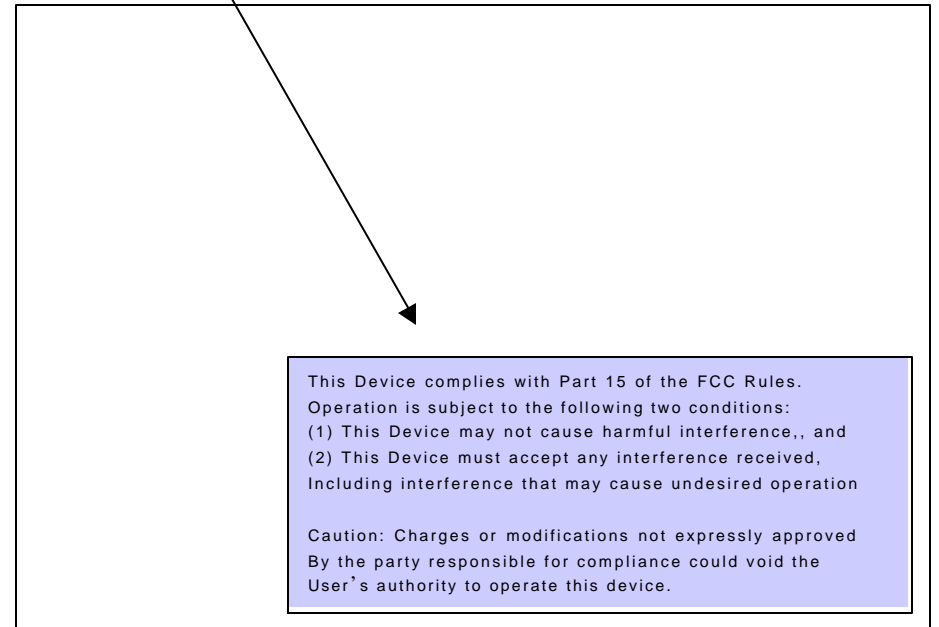 This Device complies with Part 15 of the FCC Rules.
Operation is subject to the following two conditions:
(1) This Device may not cause harmful interference,, and
(2) This Device must accept any interference received,
Including interference that may cause undesired operation
Caution: Charges or modifications not expressly approved
By the party responsible for compliance could void the
User’s authority to operate this device.